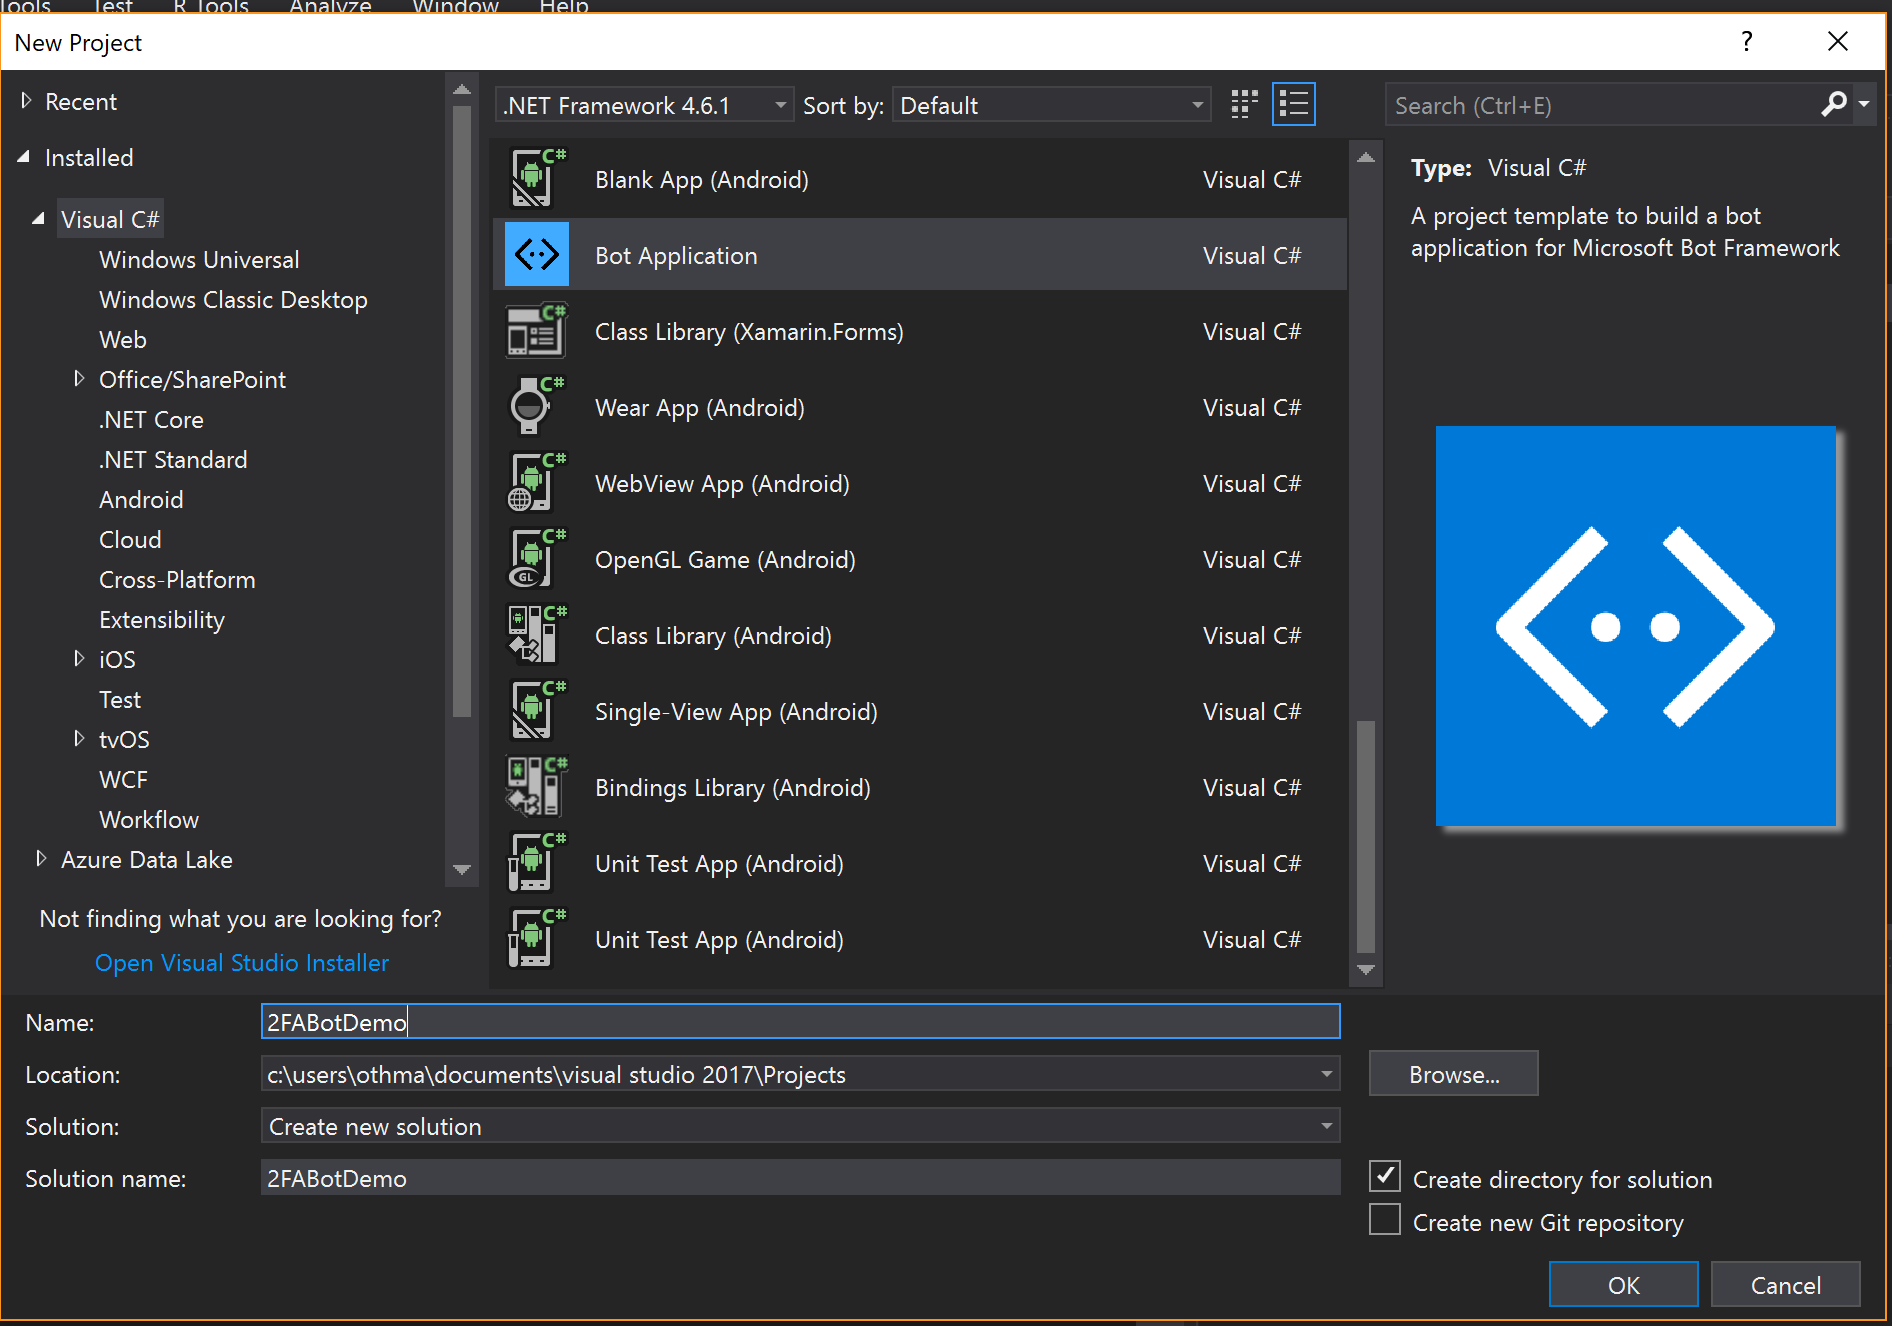 Tools Test R Tools Analyze Window Help
New Project
?
Recent
Installed
Visual C#
Windows Universal
Windows Classic Desktop
Web
Office/SharePoint
.NET Core
.NET Standard
Android
Cloud
Cross-Platform
Extensibility
iOS
Test
tvOS
WCF
Workflow
Azure Data Lake
Not finding what you are looking for?
Open Visual Studio Installer
.NET Framework 4.6.1 Sort by: Default
Search (Ctrl+E)
C# Blank App (Android) Visual C#
Bot Application Visual C#
C# Class Library (Xamarin.Forms) Visual C#
C# Wear App (Android) Visual C#
C# WebView App (Android) Visual C#
C# GL OpenGL Game (Android) Visual C#
C# Class Library (Android) Visual C#
C# Single-View App (Android) Visual C#
C# Bindings Library (Android) Visual C#
C# Unit Test App (Android) Visual C#
C# Unit Test App (Android) Visual C#
Type: Visual C#
A project template to build a bot
application for Microsoft Bot Framework
Name: 2FABotDemo
Location: c:\users\othma\documents\visual studio 2017\Projects Browse...
Solution: Create new solution
Solution name: 2FABotDemo
Create directory for solution
Create new Git repository
OK Cancel